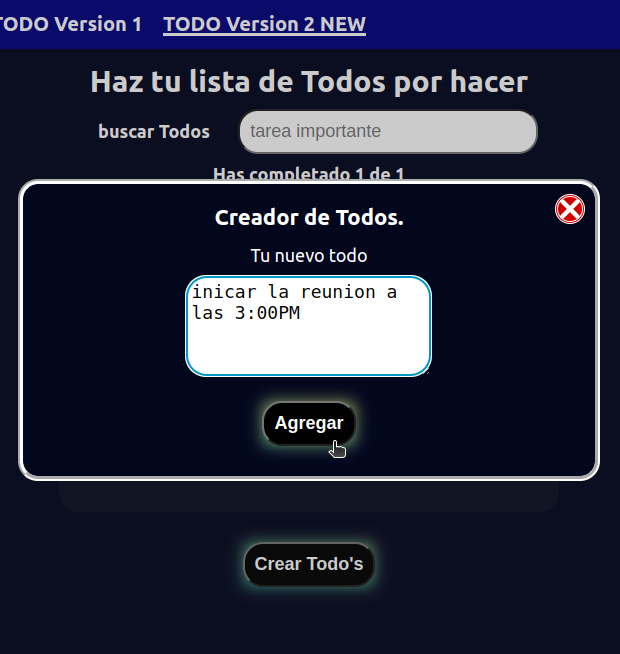 TODO Version 1 TODO Version 2 NEW
Haz tu lista de Todos por hacer
buscar Todos tarea importante
Has completado 1 de 1
Creador de Todos.
Tu nuevo todo
inicar la reunion a
las 3:00PM
Agregar
Crear Todo's